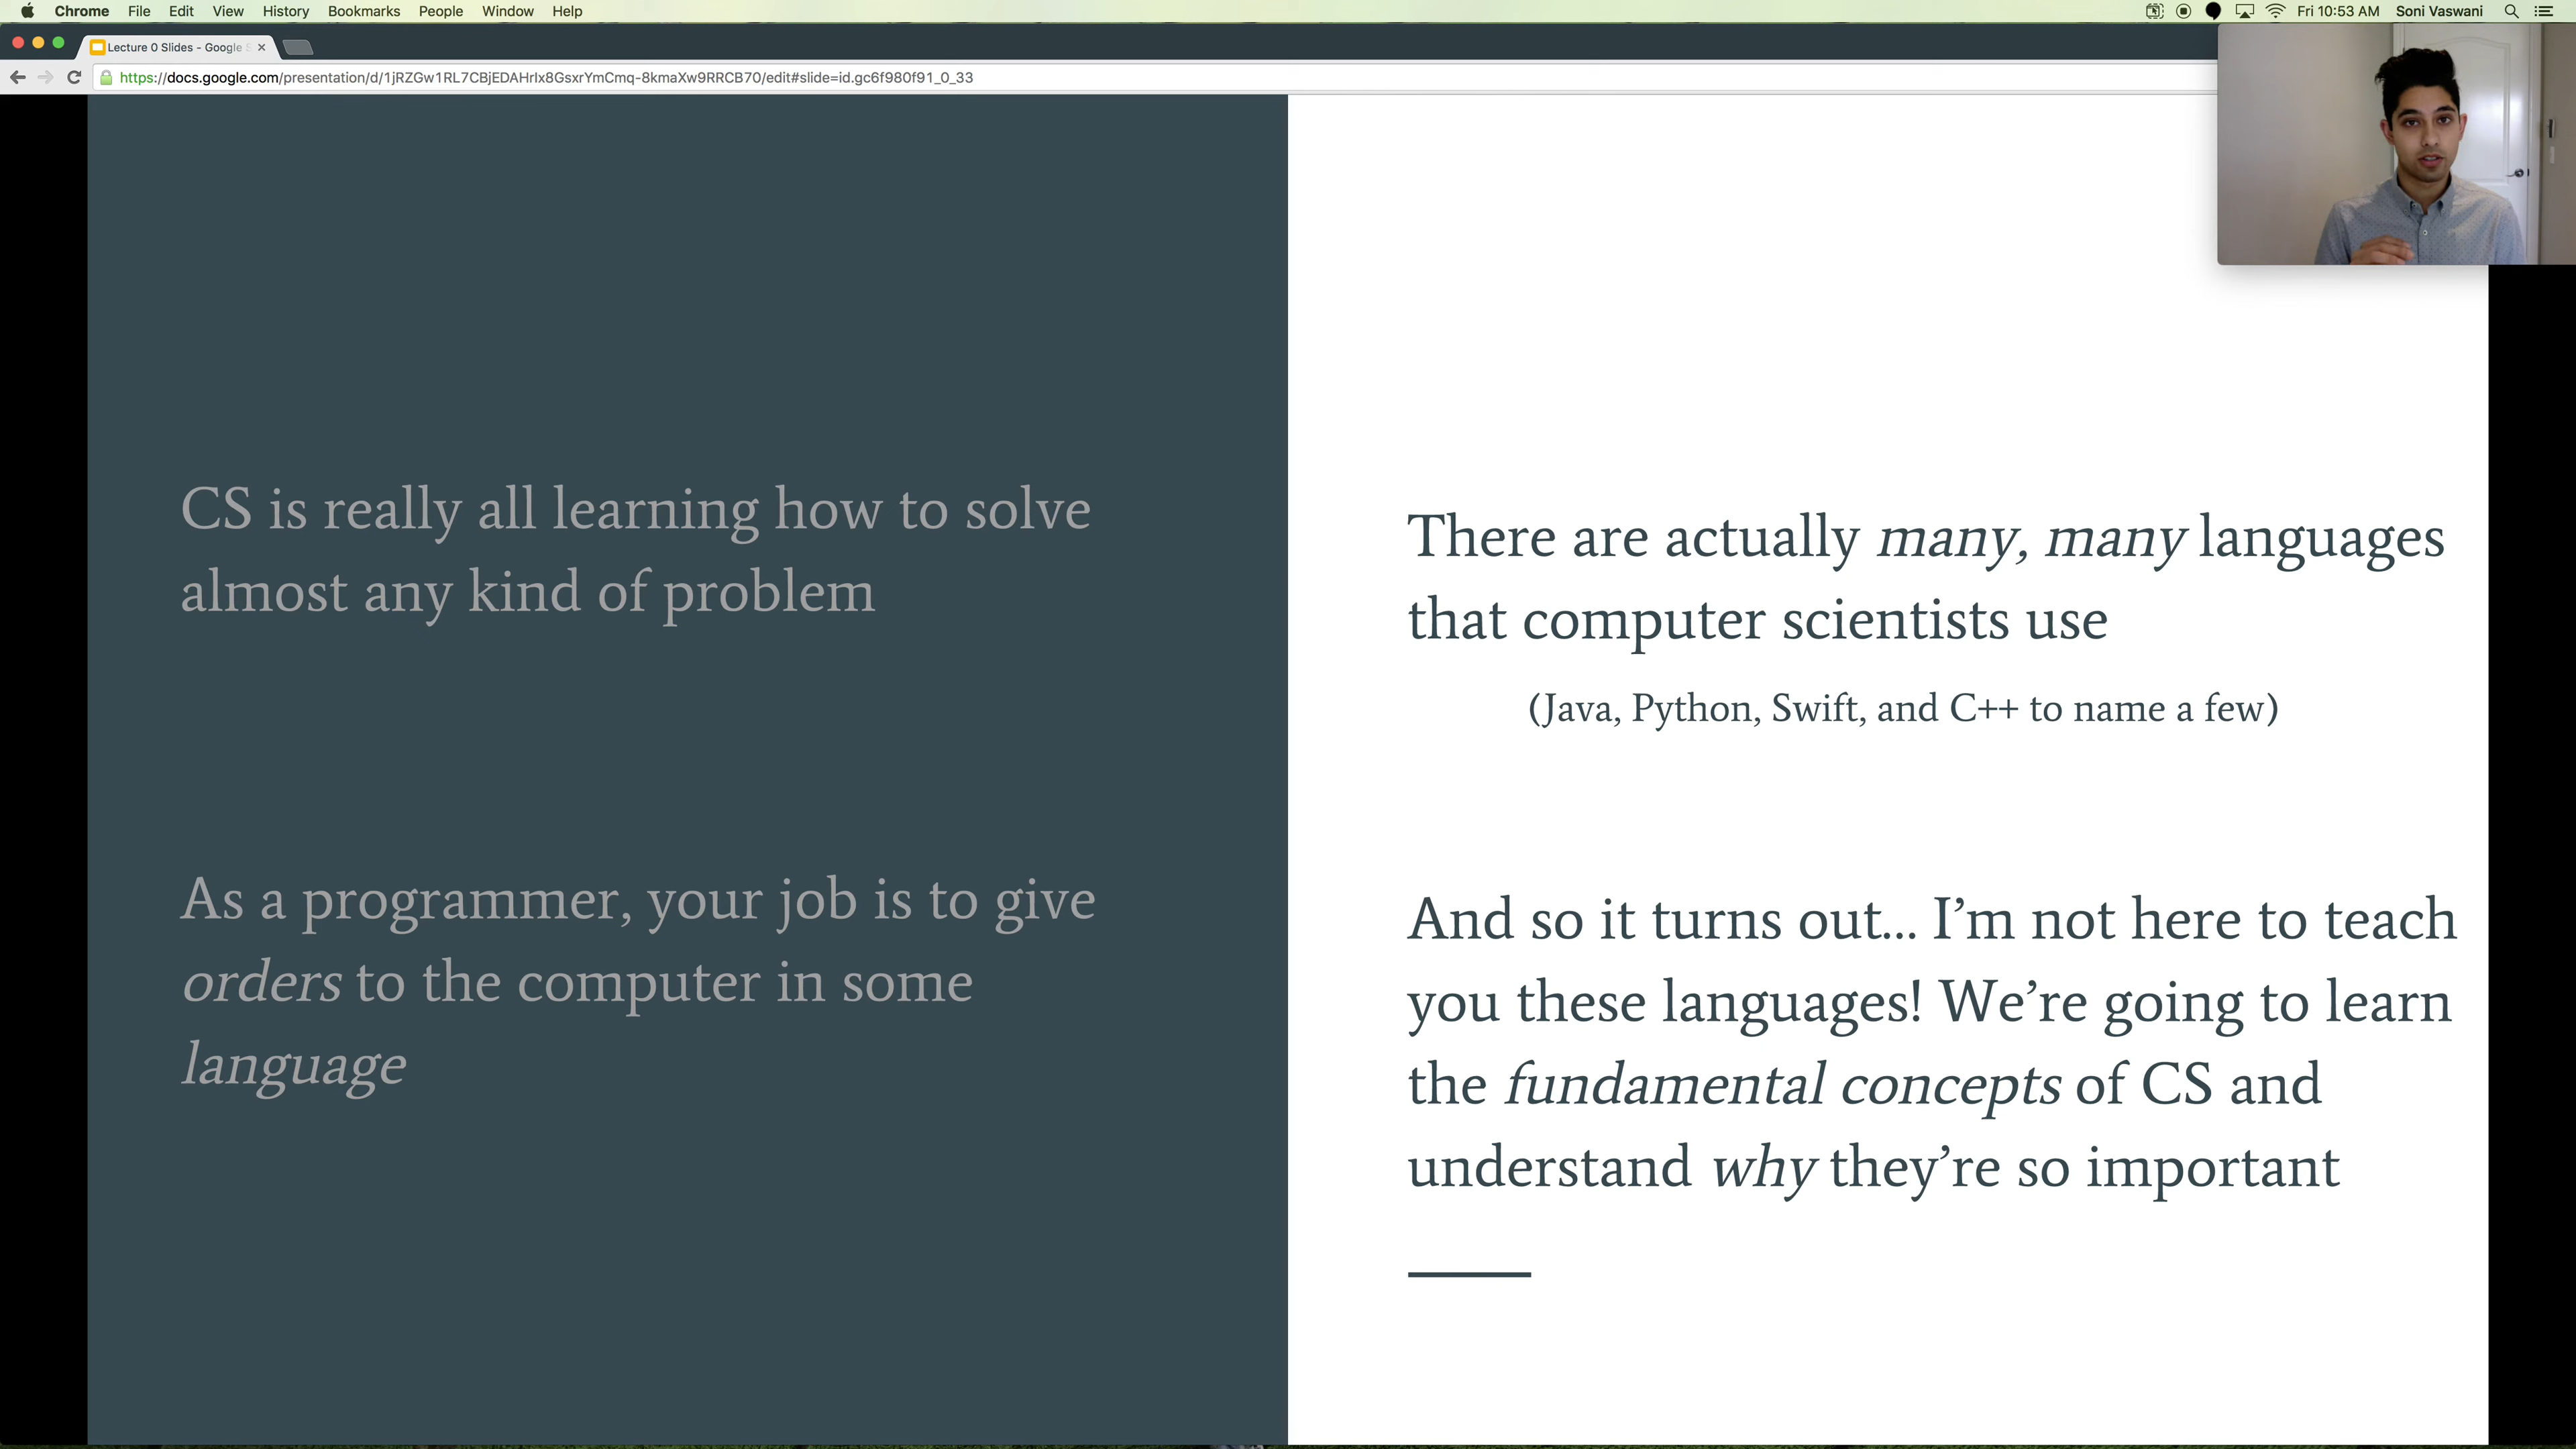 Chrome File Edit View History Bookmarks People Window Help Fri 10:53 AM Soni Vaswani
Lecture 0 Slides - Google S
https://docs.google.com/presentation/d/1jRZGw1RL7CBjEDAHrIx8GsxrYmCmq-8kmaXw9RRCB70/edit#slide=id.gc6f980f91_0_33
CS is really all learning how to solve
almost any kind of problem
As a programmer, your job is to give
orders to the computer in some
language
There are actually many, many languages
that computer scientists use
(Java, Python, Swift, and C++ to name a few)
And so it turns out... I’m not here to teach
you these languages! We’re going to learn
the fundamental concepts of CS and
understand why they’re so important